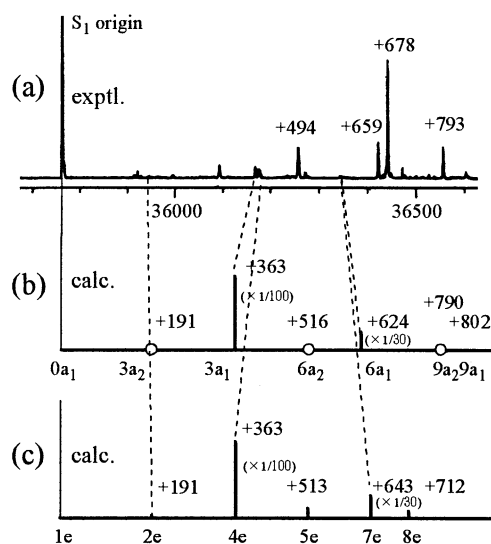 S₁ origin
(a)
exptl.
+494
+659
+678
+793
36000
36500
(b)
calc.
+191
+363
(×1/100)
+516
+624
(×1/30)
+790
+802
0a₁
3a₂
3a₁
6a₂
6a₁
9a₂9a₁
(c)
calc.
+191
+363
(×1/100)
+513
+643
(×1/30)
+712
1e
2e
4e
5e
7e
8e